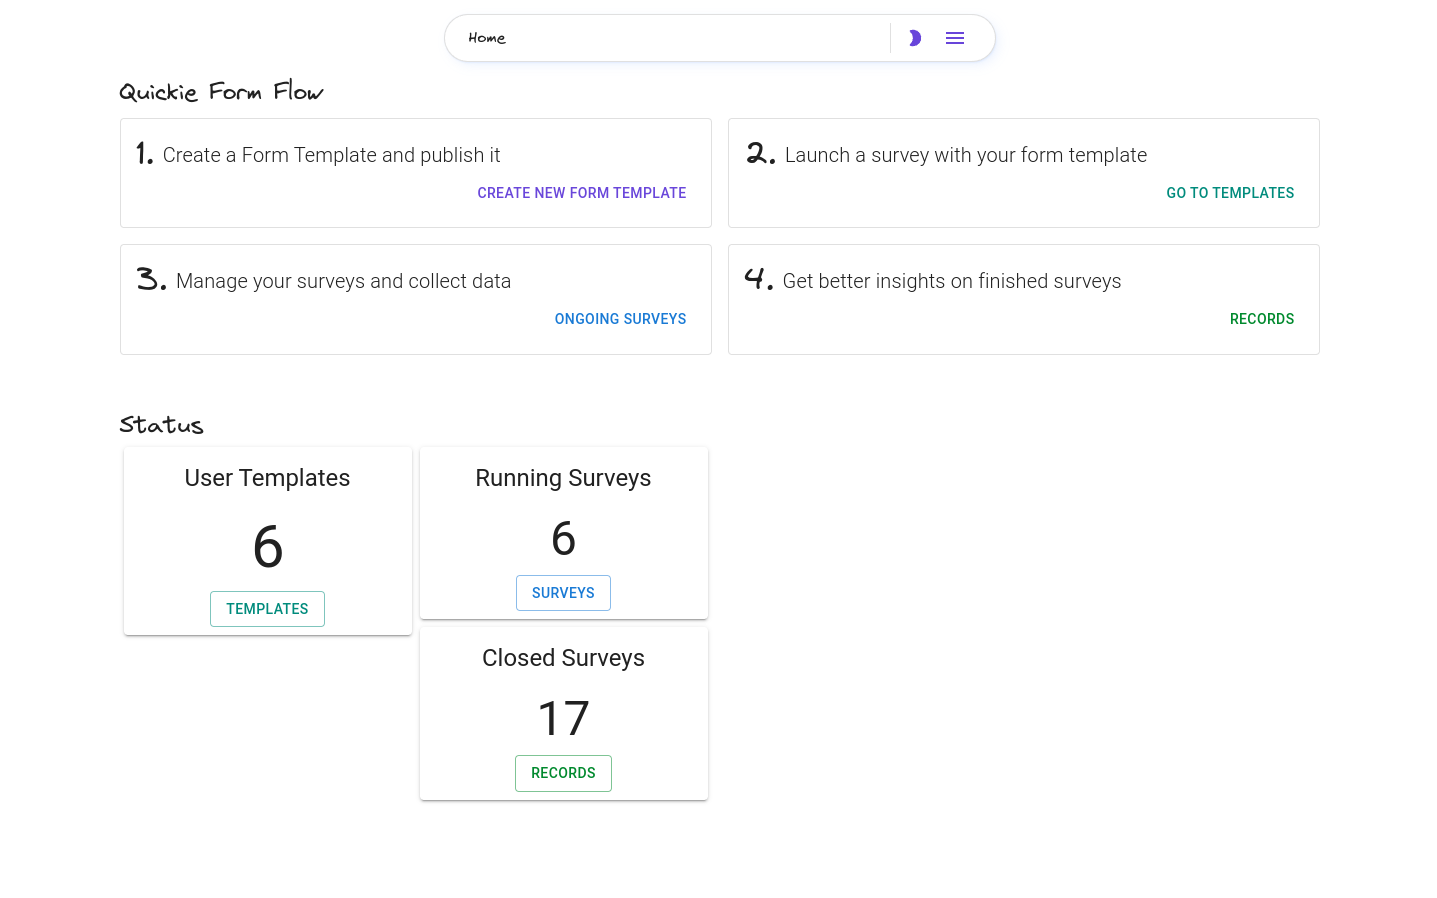 Home
Quickie Form Flow
1. Create a Form Template and publish it
CREATE NEW FORM TEMPLATE
2. Launch a survey with your form template
GO TO TEMPLATES
3. Manage your surveys and collect data
ONGOING SURVEYS
4. Get better insights on finished surveys
RECORDS
Status
User Templates
6
TEMPLATES
Running Surveys
6
SURVEYS
Closed Surveys
17
RECORDS